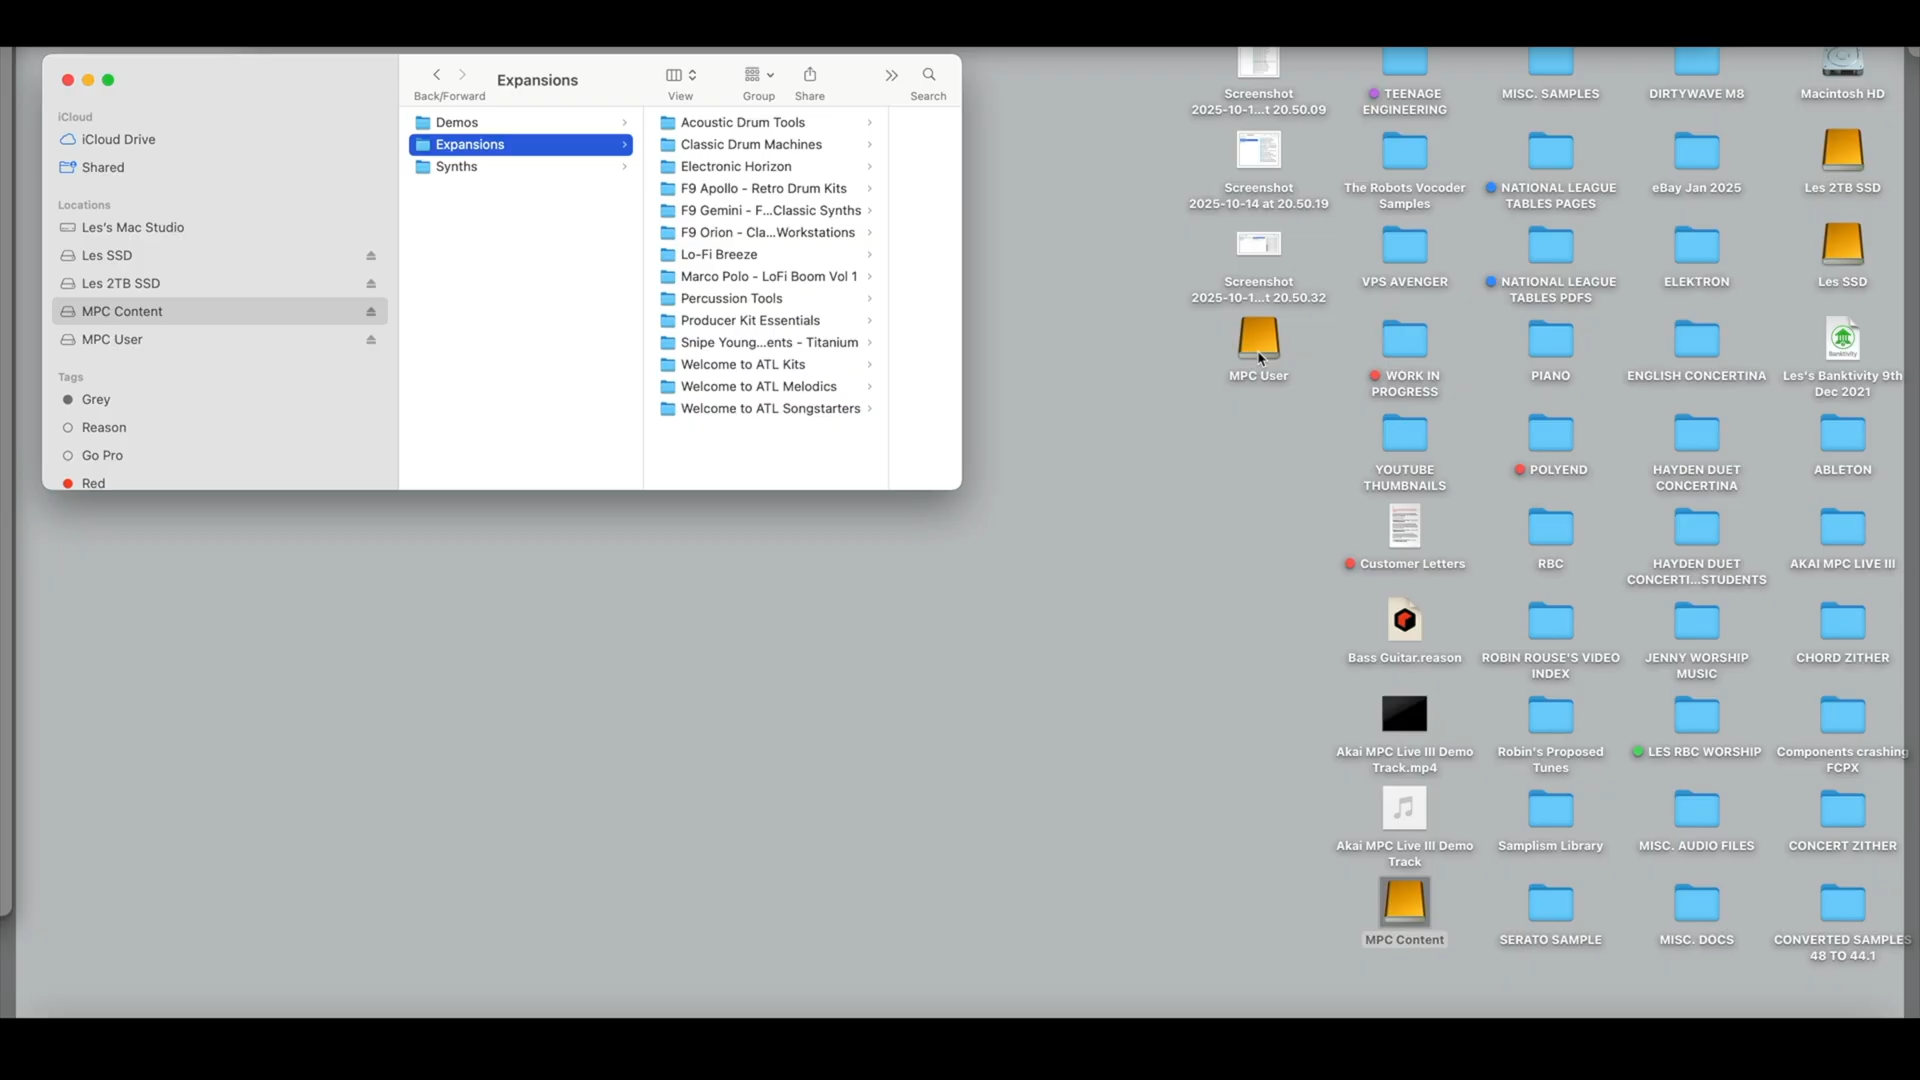 Expansions
Back/Forward
View
Group
Share
Search
iCloud
iCloud Drive
Shared
Locations
Les's Mac Studio
Les SSD
Les 2TB SSD
MPC Content
MPC User
Tags
Grey
Reason
Go Pro
Red
Demos
Expansions
Synths
Acoustic Drum Tools
Classic Drum Machines
Electronic Horizon
F9 Apollo - Retro Drum Kits
F9 Gemini - F...Classic Synths
F9 Orion - Cla...Workstations
Lo-Fi Breeze
Marco Polo - LoFi Boom Vol 1
Percussion Tools
Producer Kit Essentials
Snipe Young...ents - Titanium
Welcome to ATL Kits
Welcome to ATL Melodics
Welcome to ATL Songstarters
Screenshot
2025-10-1...t 20.50.09
TEENAGE
ENGINEERING
MISC. SAMPLES
DIRTYWAVE M8
Macintosh HD
Screenshot
2025-10-14 at 20.50.19
The Robots Vocoder
Samples
NATIONAL LEAGUE
TABLES PAGES
eBay Jan 2025
Les 2TB SSD
Screenshot
2025-10-1...t 20.50.32
VPS AVENGER
NATIONAL LEAGUE
TABLES PDFS
ELEKTRON
Les SSD
MPC User
WORK IN
PROGRESS
PIANO
ENGLISH CONCERTINA
Banktivity
Les's Banktivity 9th
Dec 2021
YOUTUBE
THUMBNAILS
POLYEND
HAYDEN DUET
CONCERTINA
ABLETON
Customer Letters
RBC
HAYDEN DUET
CONCERTI...STUDENTS
AKAI MPC LIVE III
Bass Guitar.reason
ROBIN ROUSE'S VIDEO
INDEX
JENNY WORSHIP
MUSIC
CHORD ZITHER
Akai MPC Live III Demo
Track.mp4
Robin's Proposed
Tunes
LES RBC WORSHIP
Components crashing
FCPX
Akai MPC Live III Demo
Track
Samplism Library
MISC. AUDIO FILES
CONCERT ZITHER
MPC Content
SERATO SAMPLE
MISC. DOCS
CONVERTED SAMPLES
48 TO 44.1